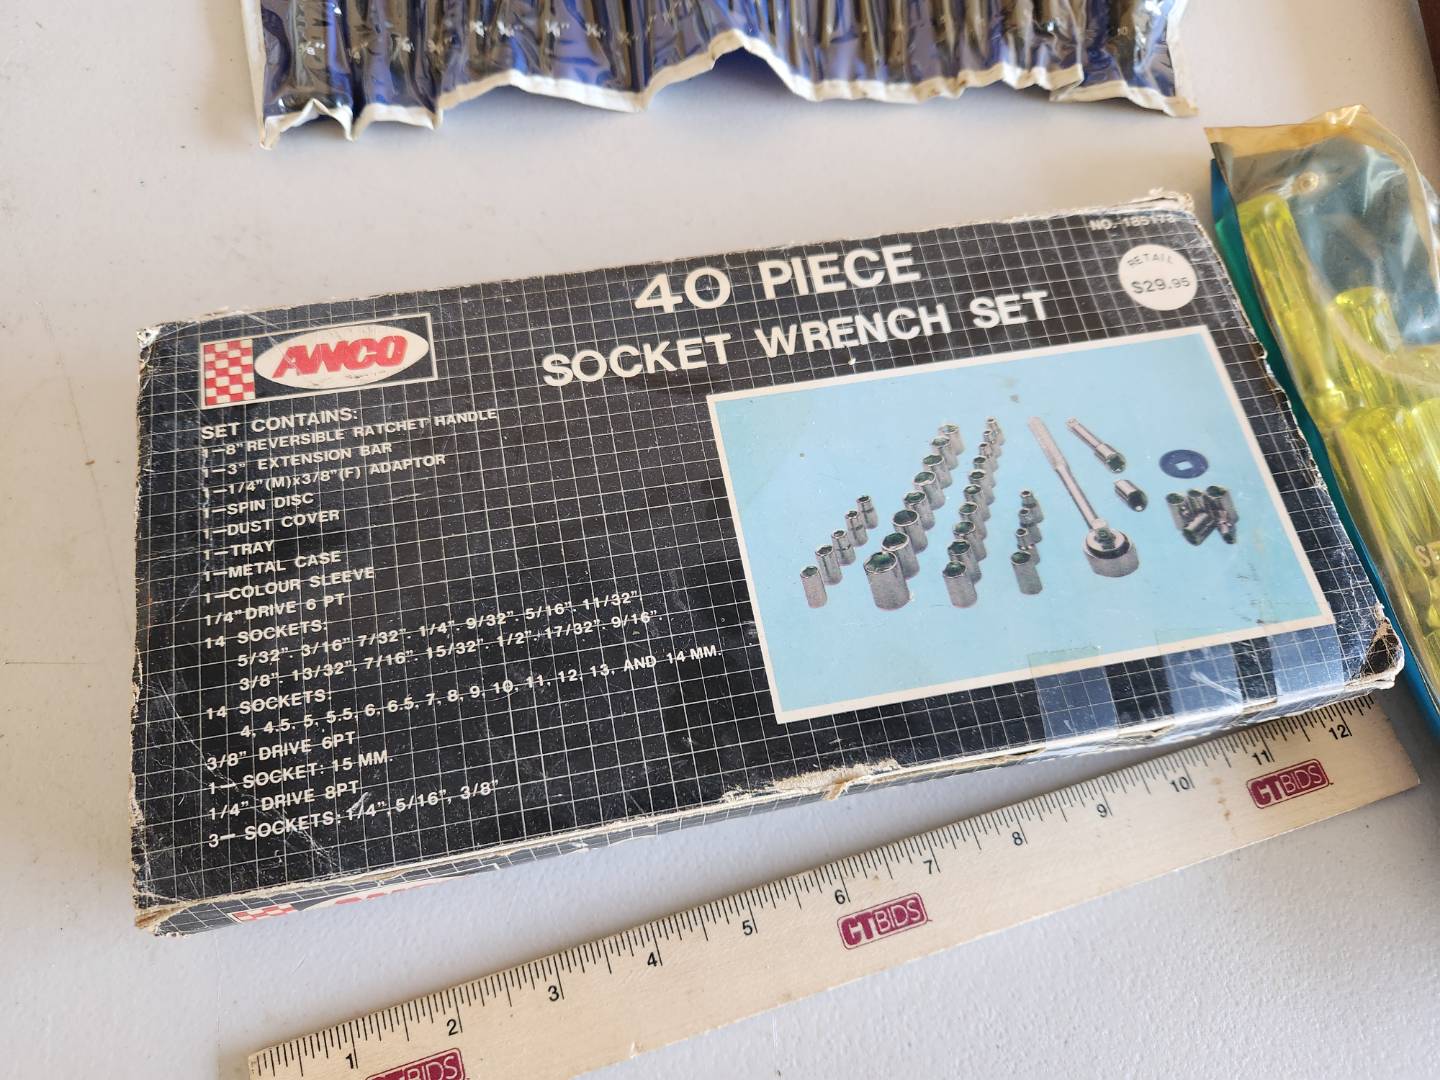 40 PIECE
SOCKET WRENCH SET
NO.-185173
RETAIL
$29.95
AMCO
SET CONTAINS:
1—8" REVERSIBLE RATCHET HANDLE
1—3" EXTENSION BAR
1—1/4"(M)x3/8"(F) ADAPTOR
1—SPIN DISC
1—DUST COVER
1—TRAY
1—METAL CASE
1—COLOUR SLEEVE
1/4" DRIVE 6 PT
14 SOCKETS:
5/32". 3/16" 7/32". 1/4". 9/32". 5/16". 11/32".
3/8". 13/32" 7/16". 15/32". 1/2". 17/32". 9/16".
14 SOCKETS.
4, 4.5, 5, 5.5, 6, 6.5, 7, 8, 9, 10, 11, 12, 13, AND 14 MM.
3/8" DRIVE 6PT
1— SOCKET: 15 MM.
1/4" DRIVE 8PT
3— SOCKETS: 1/4", 5/16", 3/8"
1 2 3 4 5 6 7 8 9 10 11 12
CTBIDS
CTBIDS
CTBIDS